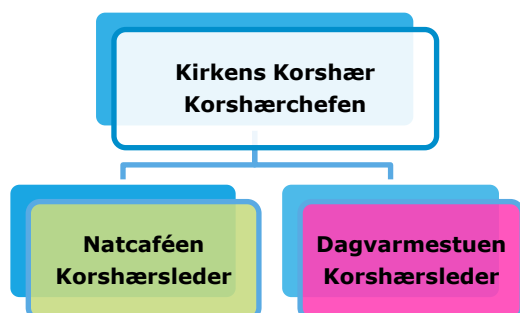 Kirkens Korshær
Korshærchefen
Natcaféen
Korshærsleder
Dagvarmestuen
Korshærsleder